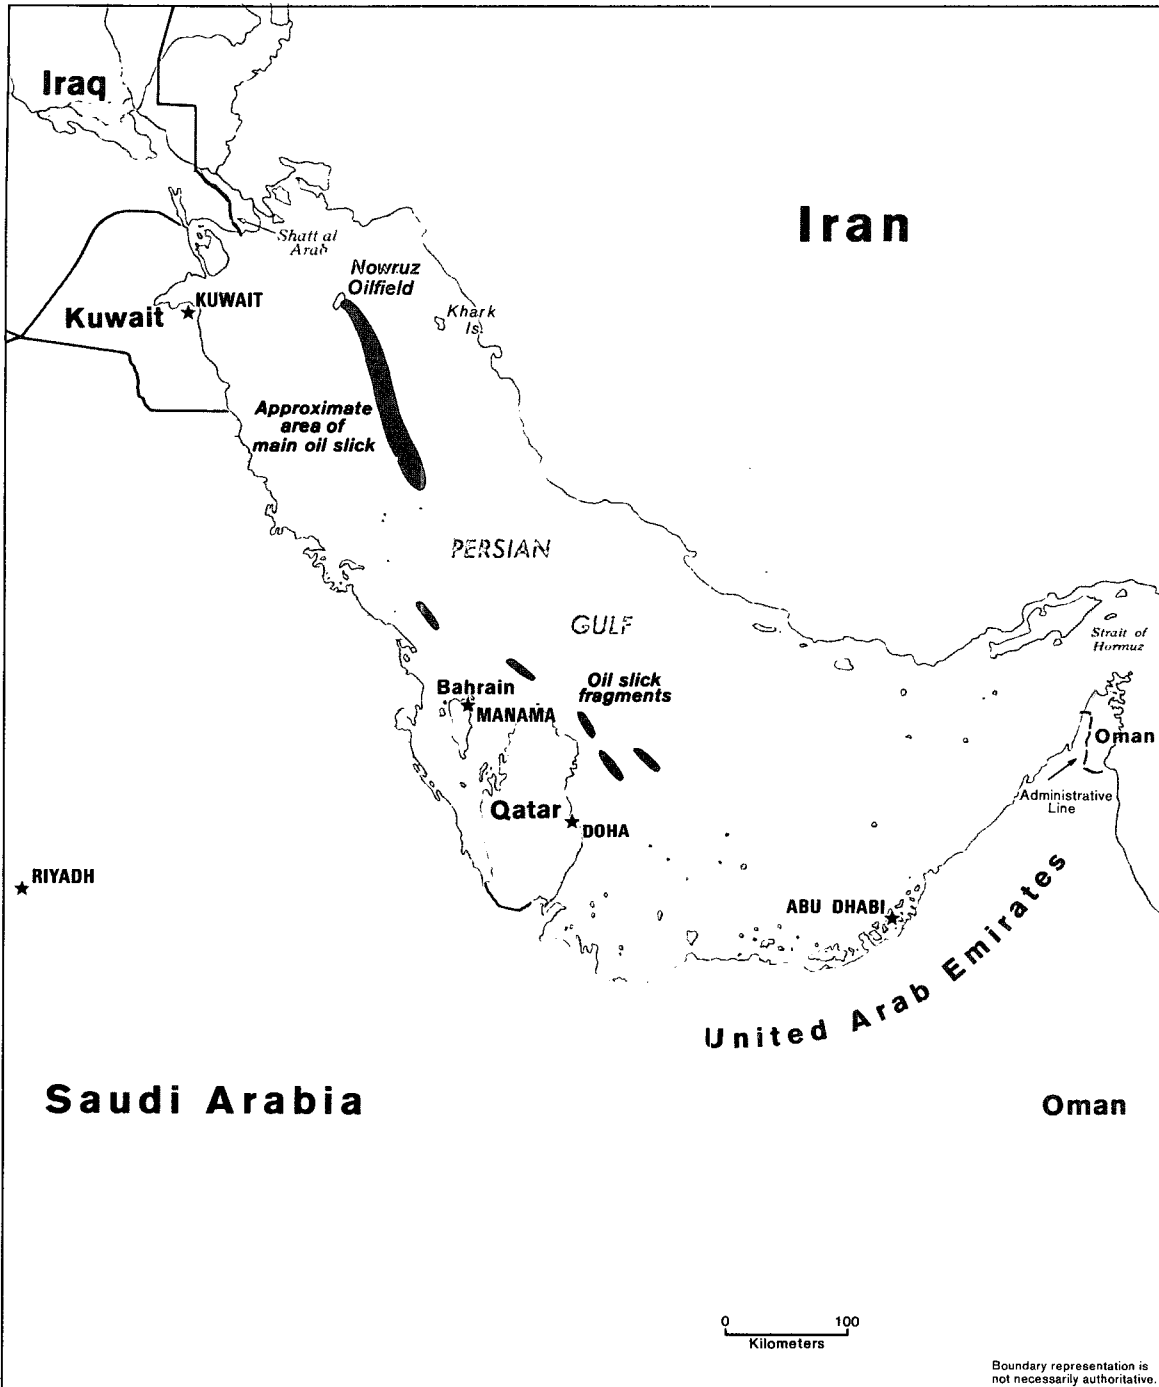 Iraq
Iran
Shatt al
Arab
Nowruz
Oilfield
KUWAIT
Kuwait
Khark
Is.
Approximate
area of
main oil slick
PERSIAN
GULF
Strait of
Hormuz
Oil slick
fragments
Bahrain
MANAMA
Oman
Administrative
Line
Qatar
DOHA
RIYADH
ABU DHABI
United Arab Emirates
Saudi Arabia
Oman
0 100
Kilometers
Boundary representation is
not necessarily authoritative.